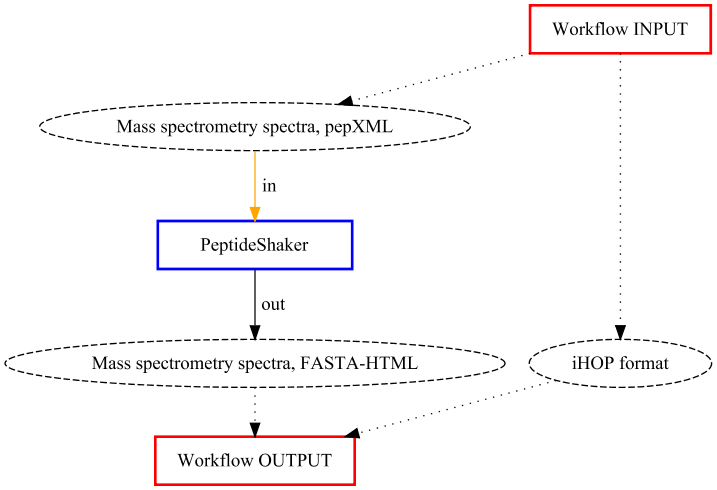 Workflow INPUT
Mass spectrometry spectra, pepXML
in
PeptideShaker
out
Mass spectrometry spectra, FASTA-HTML
iHOP format
Workflow OUTPUT